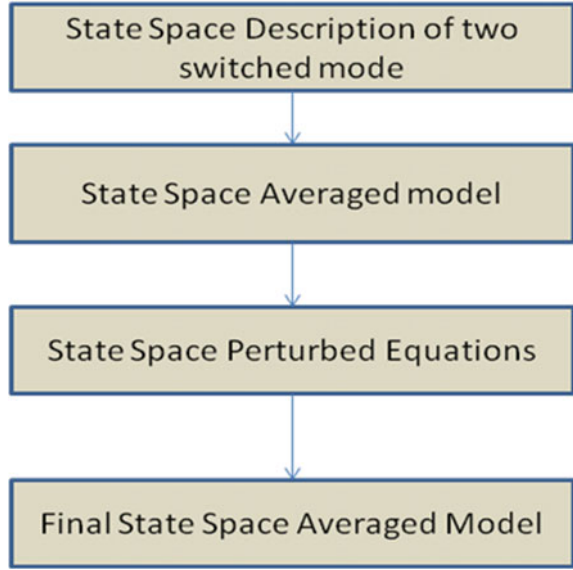 State Space Description of two
switched mode
State Space Averaged model
State Space Perturbed Equations
Final State Space Averaged Model